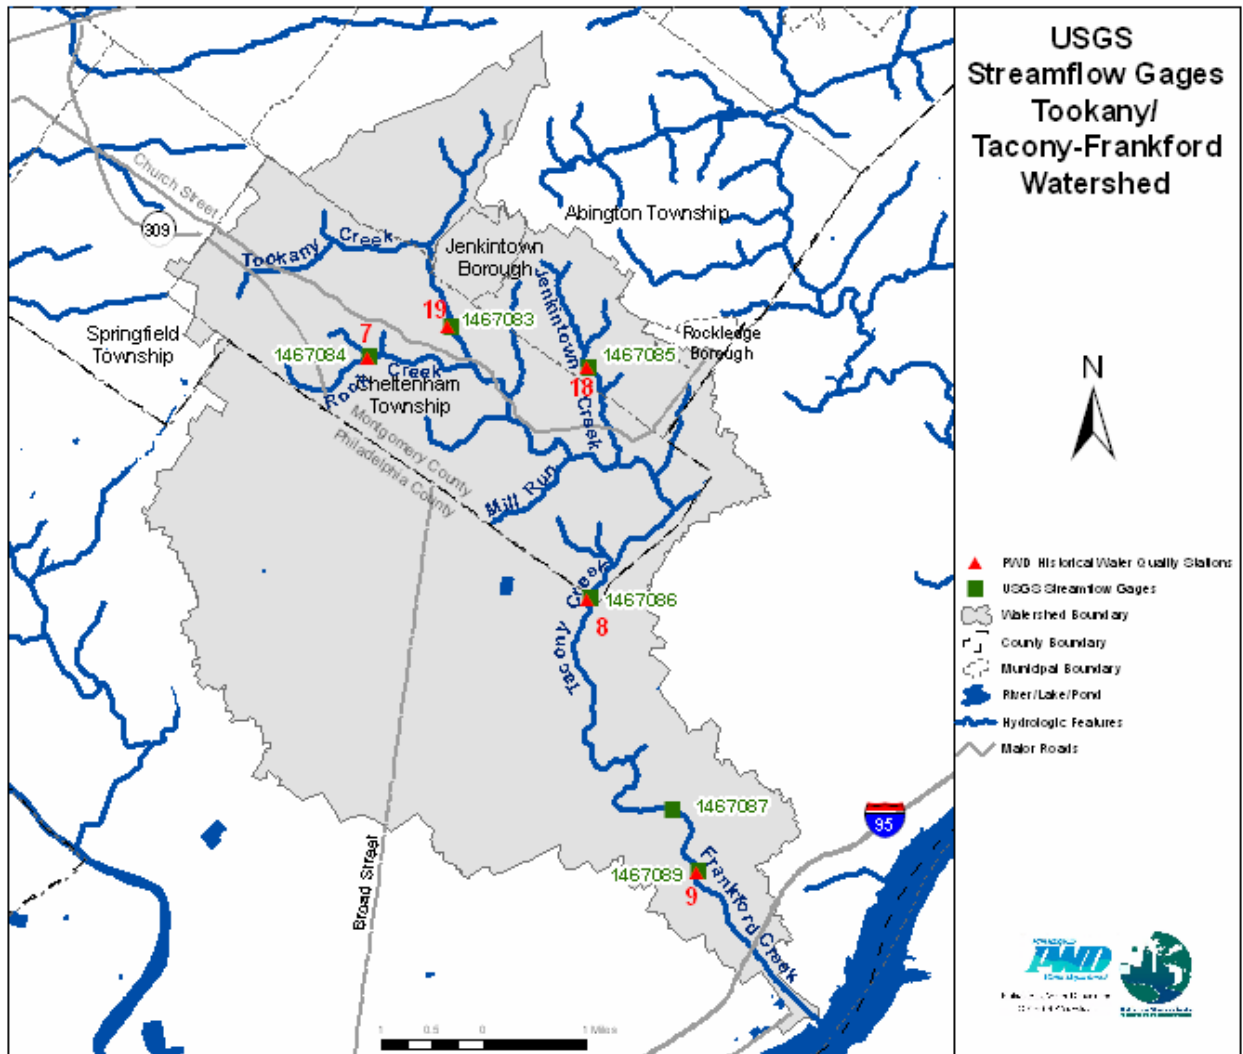 USGS
Streamflow Gages
Tookany/
Tacony-Frankford
Watershed
Church Street
309
Tookany Creek
Abington Township
Jenkintown
Borough
Jenkintown Creek
19
1467083
Springfield
Township
7
1467084
Rock Creek
Cheltenham
Township
1467085
18
Rockledge
Borough
Montgomery County
Philadelphia County
Mill Run
N
Tacony Creek
1467086
8
PWD Historical Water Quality Stations
USGS Streamflow Gages
Watershed Boundary
County Boundary
Municipal Boundary
River/Lake/Pond
Hydrologic Features
Major Roads
1467087
95
Broad Street
1467089
9
Frankford Creek
PWD
1 0.5 0 1 Miles